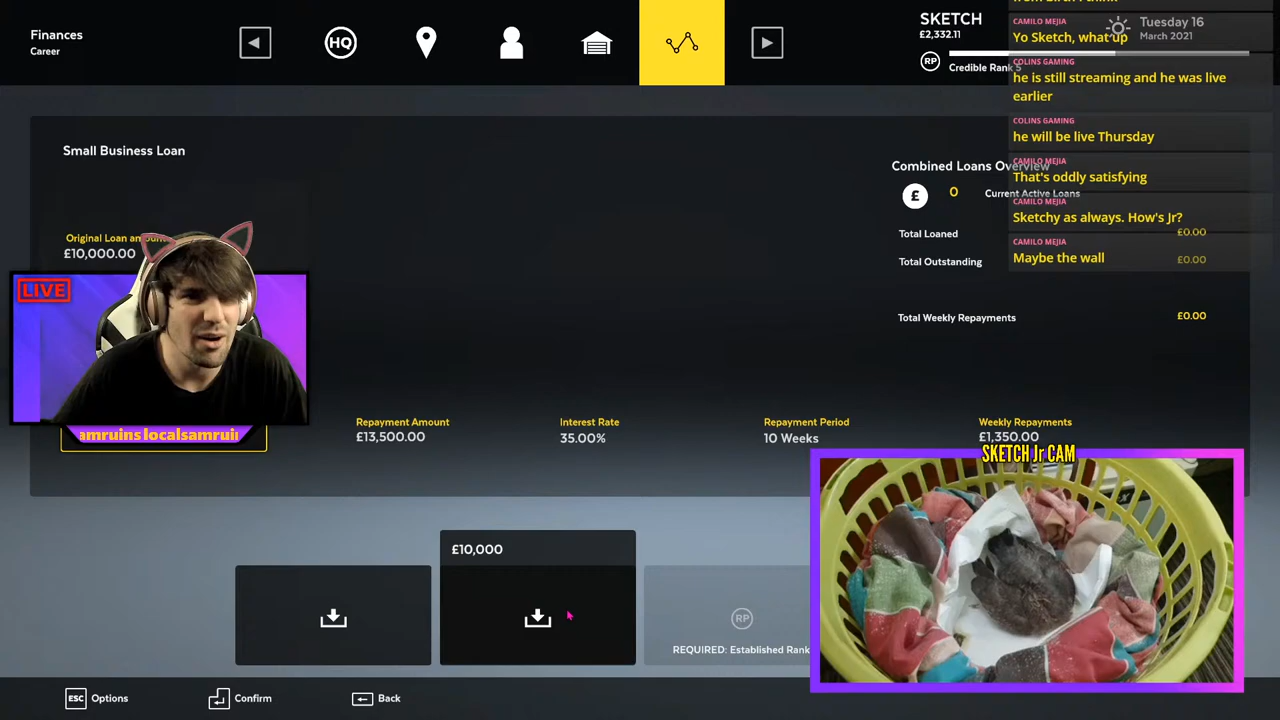 Finances
Career
HQ
SKETCH
£2,332.11
RP
Credible Rank 5
Tuesday 16
March 2021
CAMILO MEJIA
Yo Sketch, what up
COLINS GAMING
he is still streaming and he was live
earlier
COLINS GAMING
he will be live Thursday
CAMILO MEJIA
That's oddly satisfying
CAMILO MEJIA
Sketchy as always. How's Jr?
CAMILO MEJIA
Maybe the wall
Small Business Loan
Combined Loans Overview
£
0
Current Active Loans
Total Loaned
£0.00
Total Outstanding
£0.00
Total Weekly Repayments
£0.00
Original Loan amount
£10,000.00
LIVE
amruins localsamruin
Repayment Amount
£13,500.00
Interest Rate
35.00%
Repayment Period
10 Weeks
Weekly Repayments
£1,350.00
SKETCH Jr CAM
£10,000
RP
REQUIRED: Established Rank
ESC Options
Confirm
Back